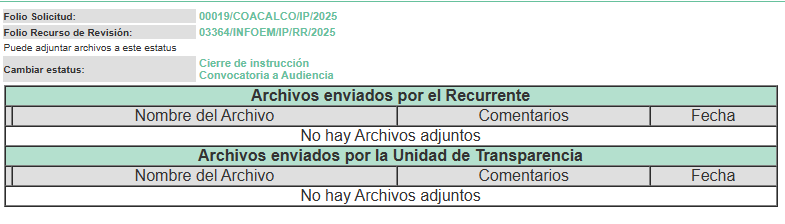 Folio Solicitud: 00019/COACALCO/IP/2025
Folio Recurso de Revisión: 03364/INFOEM/IP/RR/2025
Puede adjuntar archivos a este estatus
Cambiar estatus: Cierre de instrucción
Convocatoria a Audiencia
Archivos enviados por el Recurrente
Nombre del Archivo Comentarios Fecha
No hay Archivos adjuntos
Archivos enviados por la Unidad de Transparencia
Nombre del Archivo Comentarios Fecha
No hay Archivos adjuntos